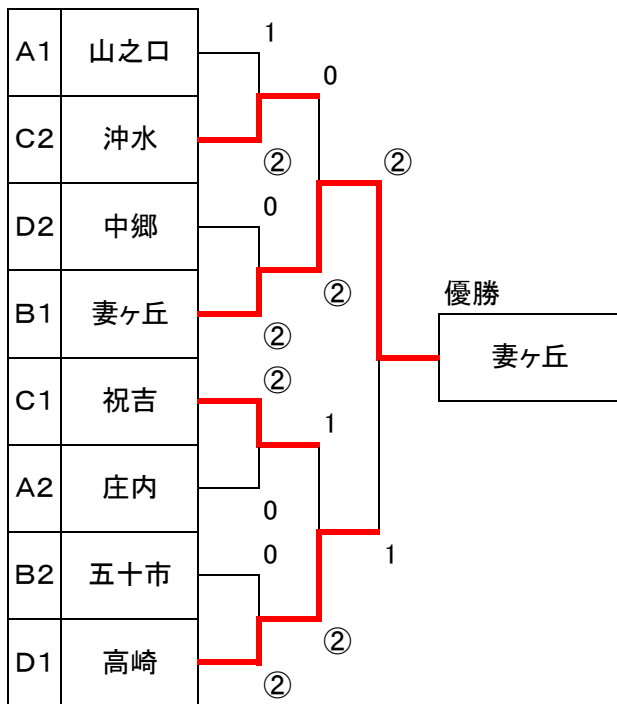 A1 山之口 1
0
C2 沖水 ②
②
D2 中郷 0
②
B1 妻ヶ丘 ②
優勝
妻ヶ丘
C1 祝吉 ②
1
A2 庄内 0
B2 五十市 0
1
②
D1 高崎 ②